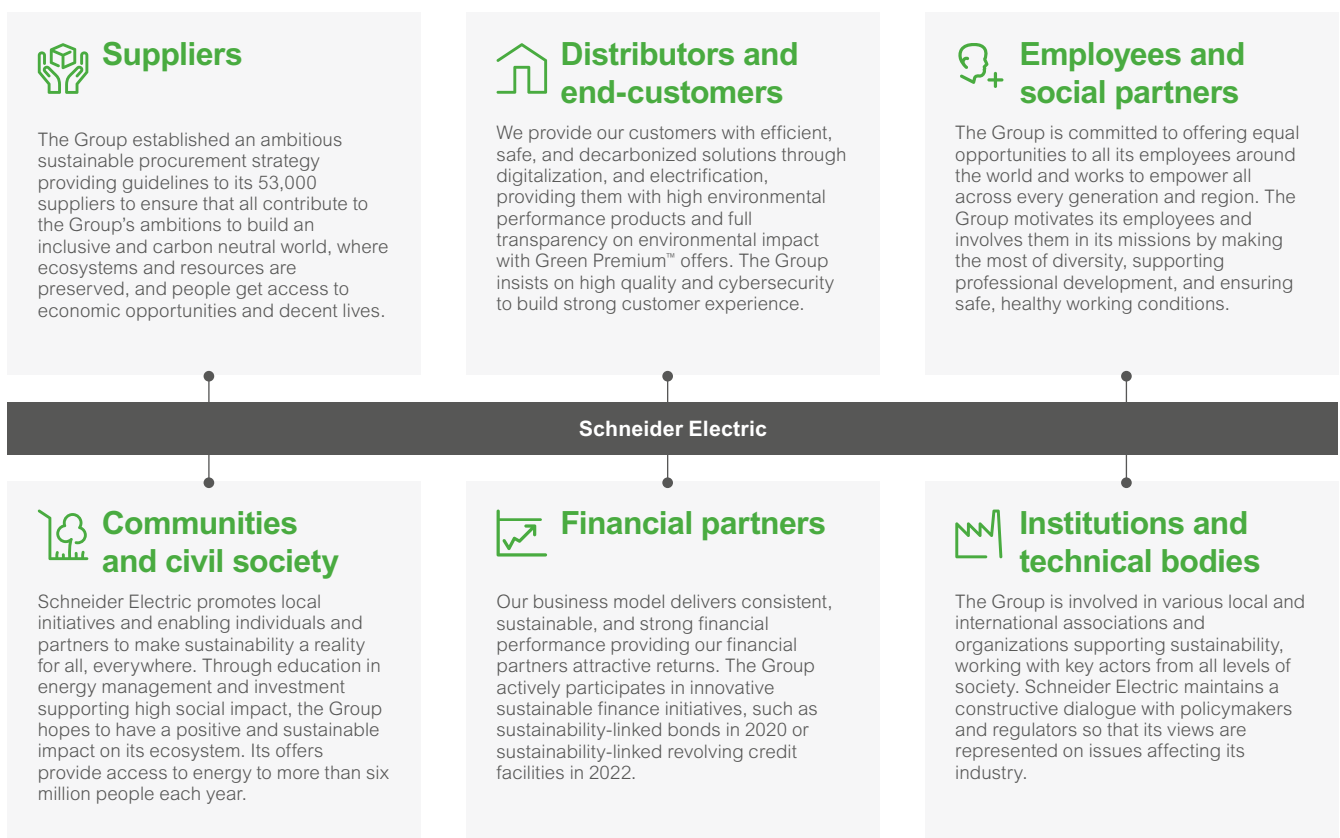 Suppliers
The Group established an ambitious
sustainable procurement strategy
providing guidelines to its 53,000
suppliers to ensure that all contribute to
the Group's ambitions to build an
inclusive and carbon neutral world, where
ecosystems and resources are
preserved, and people get access to
economic opportunities and decent lives.
Distributors and
end-customers
We provide our customers with efficient,
safe, and decarbonized solutions through
digitalization, and electrification,
providing them with high environmental
performance products and full
transparency on environmental impact
with Green Premium™ offers. The Group
insists on high quality and cybersecurity
to build strong customer experience.
Employees and
social partners
The Group is committed to offering equal
opportunities to all its employees around
the world and works to empower all
across every generation and region. The
Group motivates its employees and
involves them in its missions by making
the most of diversity, supporting
professional development, and ensuring
safe, healthy working conditions.
Schneider Electric
Communities
and civil society
Schneider Electric promotes local
initiatives and enabling individuals and
partners to make sustainability a reality
for all, everywhere. Through education in
energy management and investment
supporting high social impact, the Group
hopes to have a positive and sustainable
impact on its ecosystem. Its offers
provide access to energy to more than six
million people each year.
Financial partners
Our business model delivers consistent,
sustainable, and strong financial
performance providing our financial
partners attractive returns. The Group
actively participates in innovative
sustainable finance initiatives, such as
sustainability-linked bonds in 2020 or
sustainability-linked revolving credit
facilities in 2022.
Institutions and
technical bodies
The Group is involved in various local and
international associations and
organizations supporting sustainability,
working with key actors from all levels of
society. Schneider Electric maintains a
constructive dialogue with policymakers
and regulators so that its views are
represented on issues affecting its
industry.